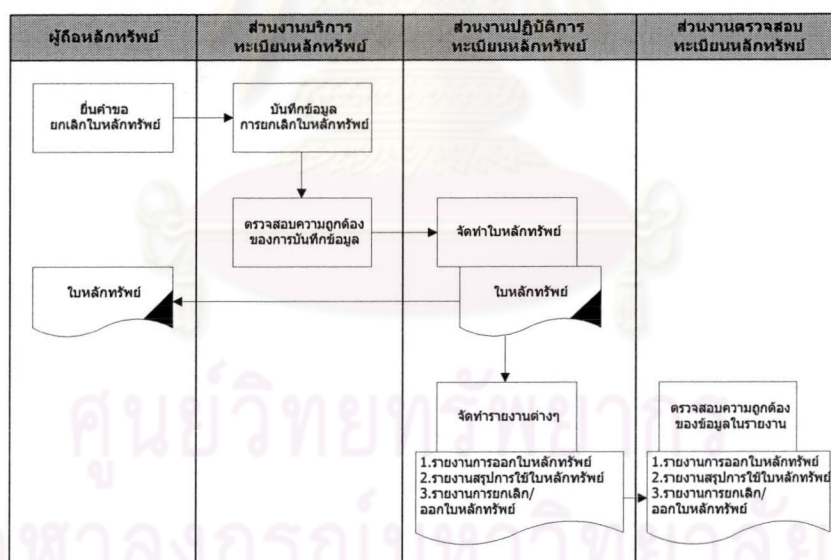 ผู้ถือหลักทรัพย์
ส่วนงานบริการ
ทะเบียนหลักทรัพย์
ส่วนงานปฏิบัติการ
ทะเบียนหลักทรัพย์
ส่วนงานตรวจสอบ
ทะเบียนหลักทรัพย์
ยื่นคำขอ
ยกเลิกใบหลักทรัพย์
บันทึกข้อมูล
การยกเลิกใบหลักทรัพย์
ตรวจสอบความถูกต้อง
ของการบันทึกข้อมูล
จัดทำใบหลักทรัพย์
ใบหลักทรัพย์
ใบหลักทรัพย์
จัดทำรายงานต่างๆ
ตรวจสอบความถูกต้อง
ของข้อมูลในรายงาน
1.รายงานการออกใบหลักทรัพย์
2.รายงานสรุปการใช้ใบหลักทรัพย์
3.รายงานการยกเลิก/
ออกใบหลักทรัพย์
1.รายงานการออกใบหลักทรัพย์
2.รายงานสรุปการใช้ใบหลักทรัพย์
3.รายงานการยกเลิก/
ออกใบหลักทรัพย์
ศูนย์วิทยทรัพยากร
จุฬาลงกรณ์มหาวิทยาลัย